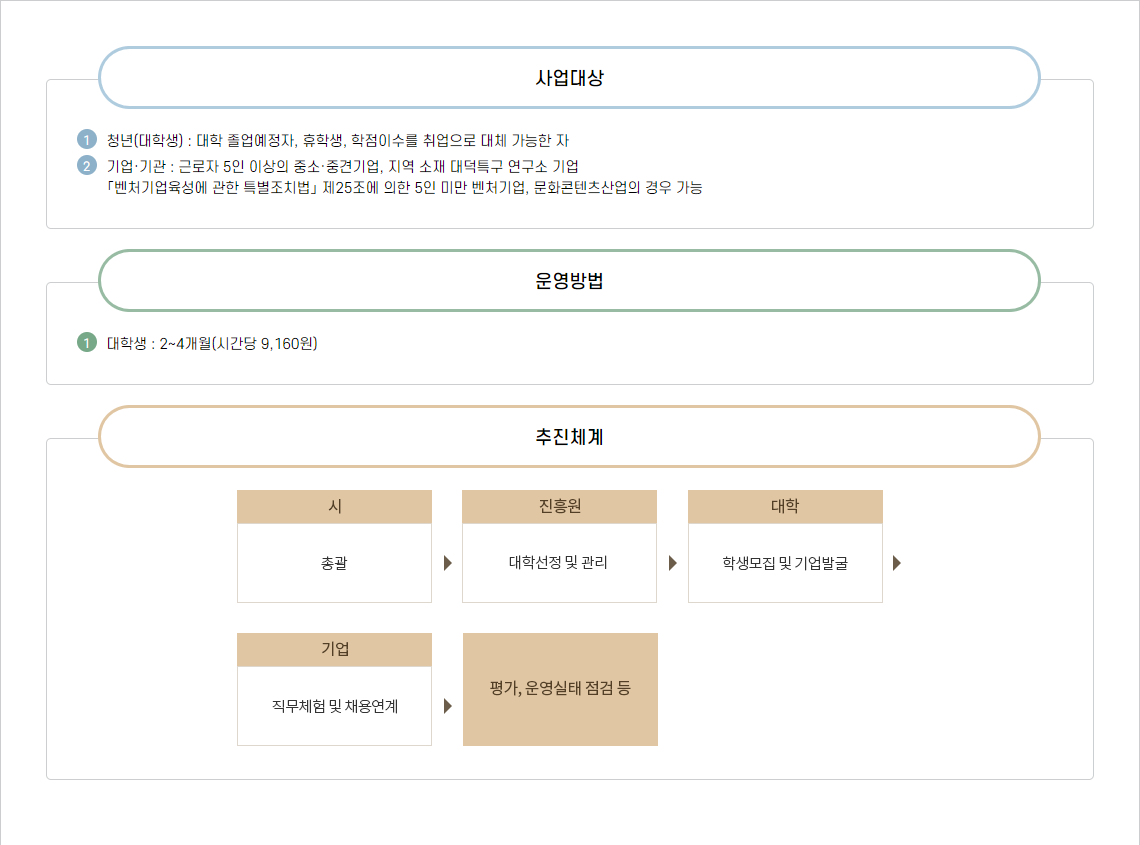 사업대상
1 청년(대학생) : 대학 졸업예정자, 휴학생, 학점이수를 취업으로 대체 가능한 자
2 기업·기관 : 근로자 5인 이상의 중소·중견기업, 지역 소재 대덕특구 연구소 기업
「벤처기업육성에 관한 특별조치법」 제25조에 의한 5인 미만 벤처기업, 문화콘텐츠산업의 경우 가능
운영방법
1 대학생 : 2~4개월(시간당 9,160원)
추진체계
시
총괄
진흥원
대학선정 및 관리
대학
학생모집 및 기업발굴
기업
직무체험 및 채용연계
평가, 운영실태 점검 등